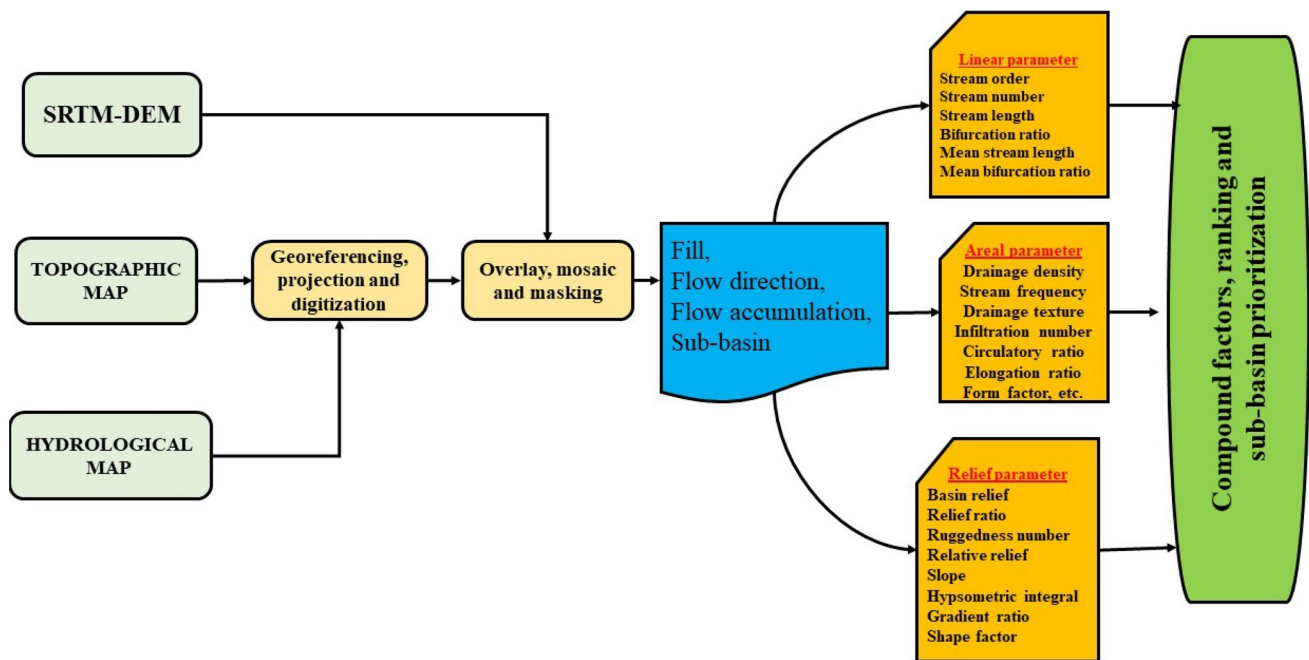 SRTM-DEM
TOPOGRAPHIC
MAP
HYDROLOGICAL
MAP
Georeferencing,
projection and
digitization
Overlay, mosaic
and masking
Fill,
Flow direction,
Flow accumulation,
Sub-basin
Linear parameter
Stream order
Stream number
Stream length
Bifurcation ratio
Mean stream length
Mean bifurcation ratio
Areal parameter
Drainage density
Stream frequency
Drainage texture
Infiltration number
Circulatory ratio
Elongation ratio
Form factor, etc.
Relief parameter
Basin relief
Relief ratio
Ruggedness number
Relative relief
Slope
Hypsometric integral
Gradient ratio
Shape factor
Compound factors, ranking and
sub-basin prioritization